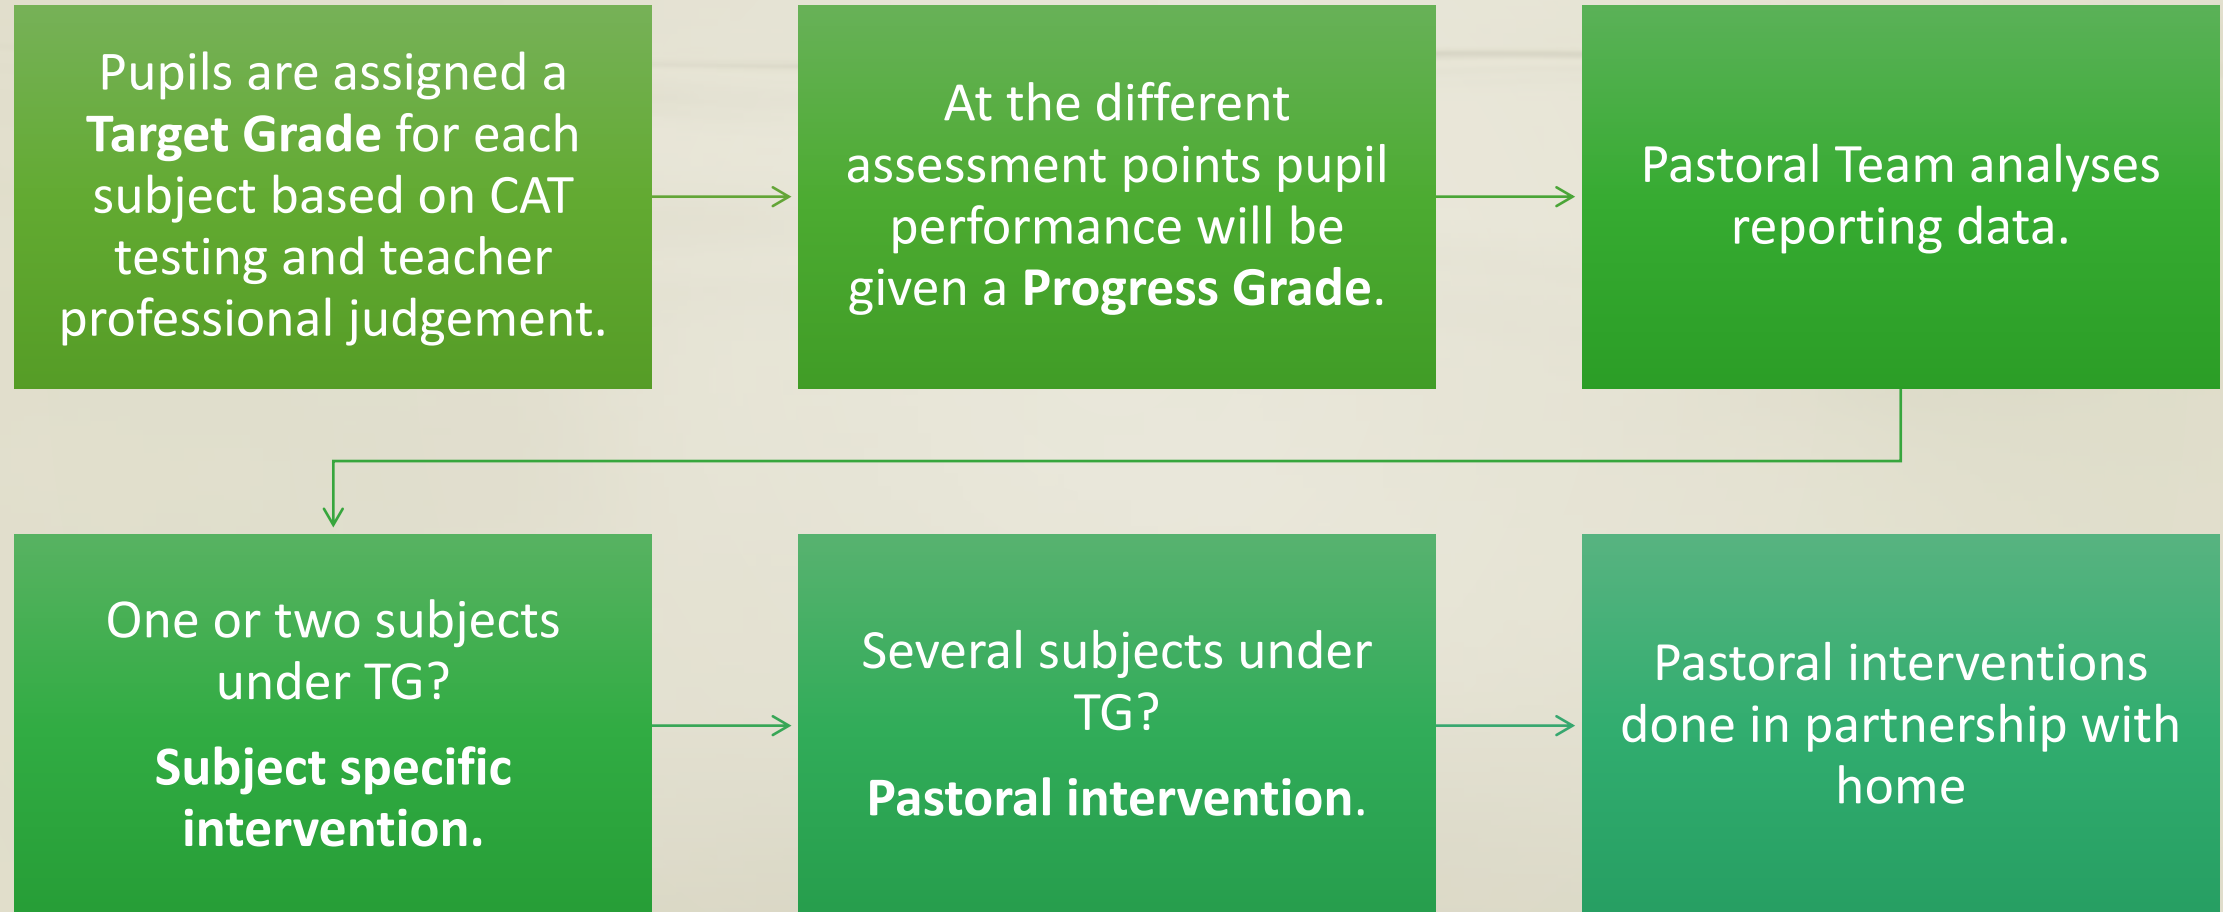 Pupils are assigned a
Target Grade for each
subject based on CAT
testing and teacher
professional judgement.
At the different
assessment points pupil
performance will be
given a Progress Grade.
Pastoral Team analyses
reporting data.
One or two subjects
under TG?
Subject specific
intervention.
Several subjects under
TG?
Pastoral intervention.
Pastoral interventions
done in partnership with
home